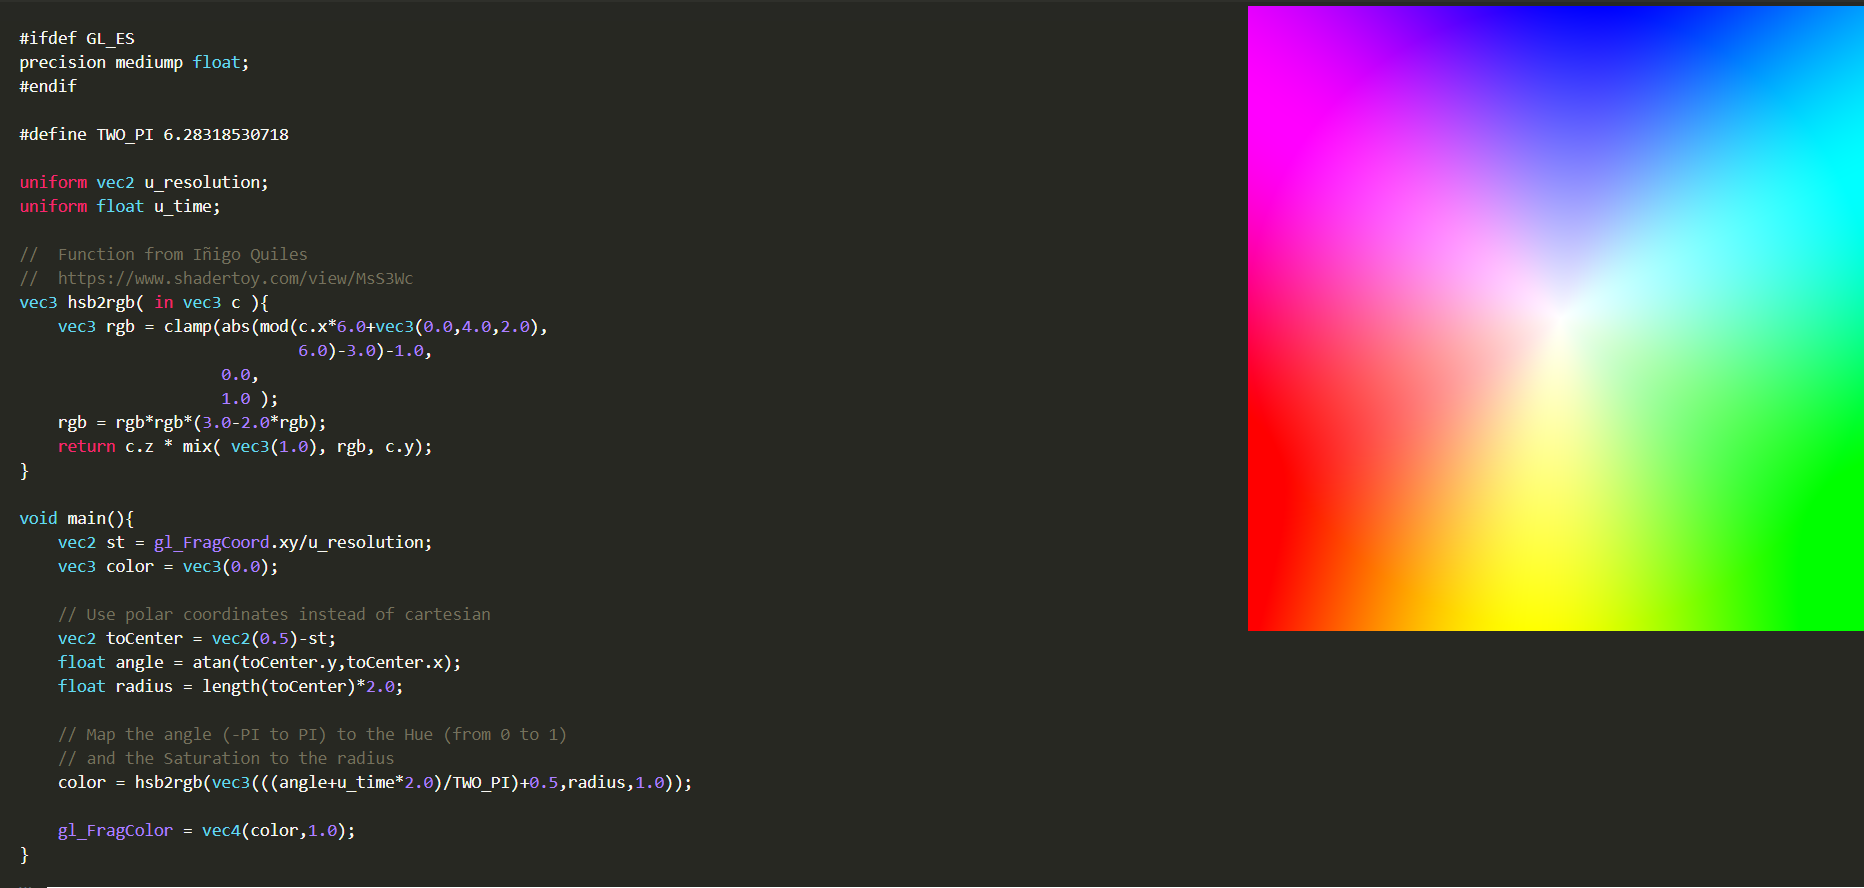 #ifdef GL_ES
precision mediump float;
#endif

#define TWO_PI 6.28318530718

uniform vec2 u_resolution;
uniform float u_time;

//  Function from Iñigo Quiles
//  https://www.shadertoy.com/view/MsS3Wc
vec3 hsb2rgb( in vec3 c ){
    vec3 rgb = clamp(abs(mod(c.x*6.0+vec3(0.0,4.0,2.0),
                             6.0)-3.0)-1.0,
                     0.0,
                     1.0 );
    rgb = rgb*rgb*(3.0-2.0*rgb);
    return c.z * mix( vec3(1.0), rgb, c.y);
}

void main(){
    vec2 st = gl_FragCoord.xy/u_resolution;
    vec3 color = vec3(0.0);

    // Use polar coordinates instead of cartesian
    vec2 toCenter = vec2(0.5)-st;
    float angle = atan(toCenter.y,toCenter.x);
    float radius = length(toCenter)*2.0;

    // Map the angle (-PI to PI) to the Hue (from 0 to 1)
    // and the Saturation to the radius
    color = hsb2rgb(vec3(((angle+u_time*2.0)/TWO_PI)+0.5,radius,1.0));

    gl_FragColor = vec4(color,1.0);
}